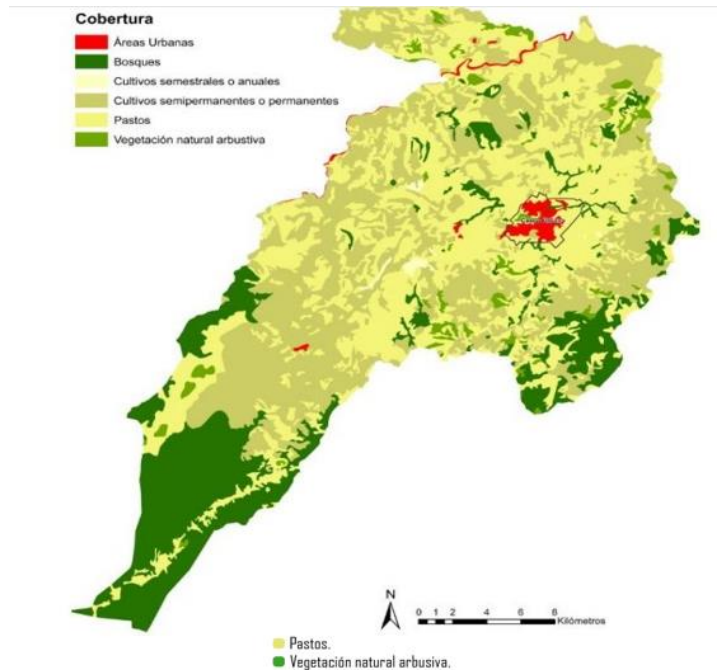 Cobertura
Áreas Urbanas
Bosques
Cultivos semestrales o anuales
Cultivos semipermanentes o permanentes
Pastos
Vegetación natural arbustiva
N
0 1 2 4 6 8
Kilómetros
Pastos.
Vegetación natural arbusiva.